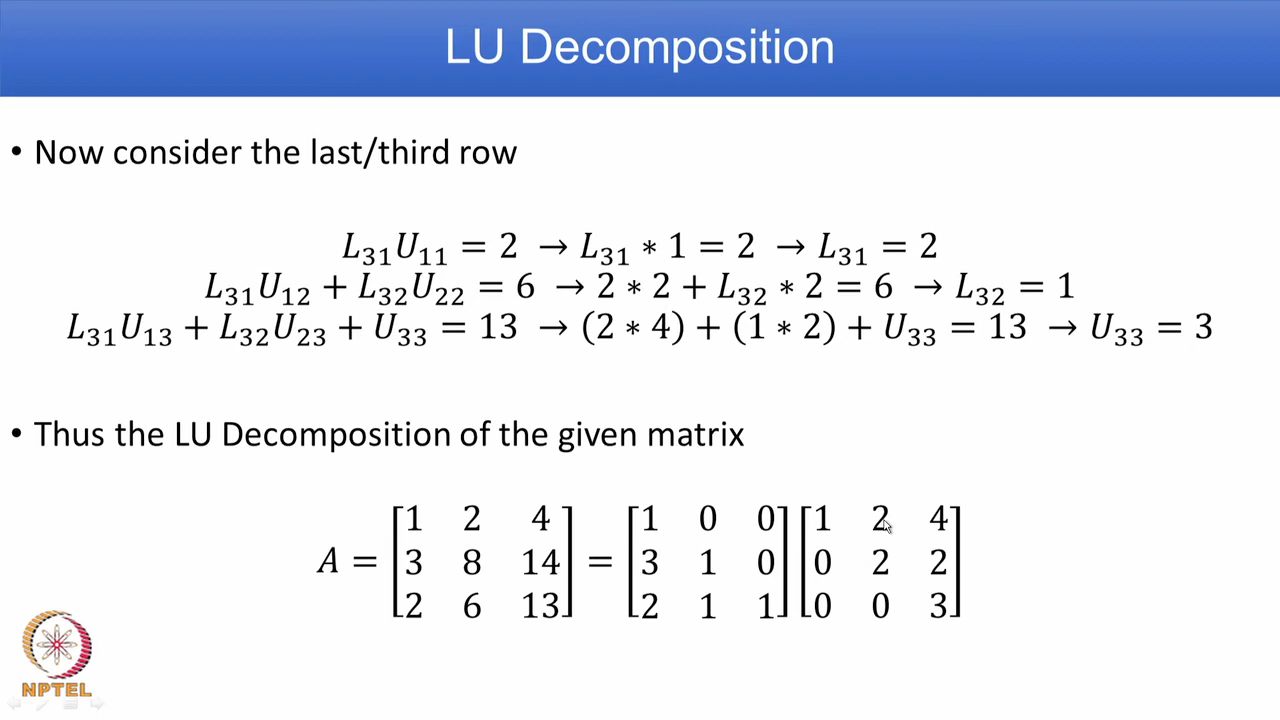 LU Decomposition
• Now consider the last/third row
L₃₁U₁₁ = 2 → L₃₁ ∗ 1 = 2 → L₃₁ = 2
L₃₁U₁₂ + L₃₂U₂₂ = 6 → 2 ∗ 2 + L₃₂ ∗ 2 = 6 → L₃₂ = 1
L₃₁U₁₃ + L₃₂U₂₃ + U₃₃ = 13 → (2 ∗ 4) + (1 ∗ 2) + U₃₃ = 13 → U₃₃ = 3
• Thus the LU Decomposition of the given matrix
1 2 4 1 0 0 1 2 4
A = 3 8 14 = 3 1 0 0 2 2
2 6 13 2 1 1 0 0 3
NPTEL